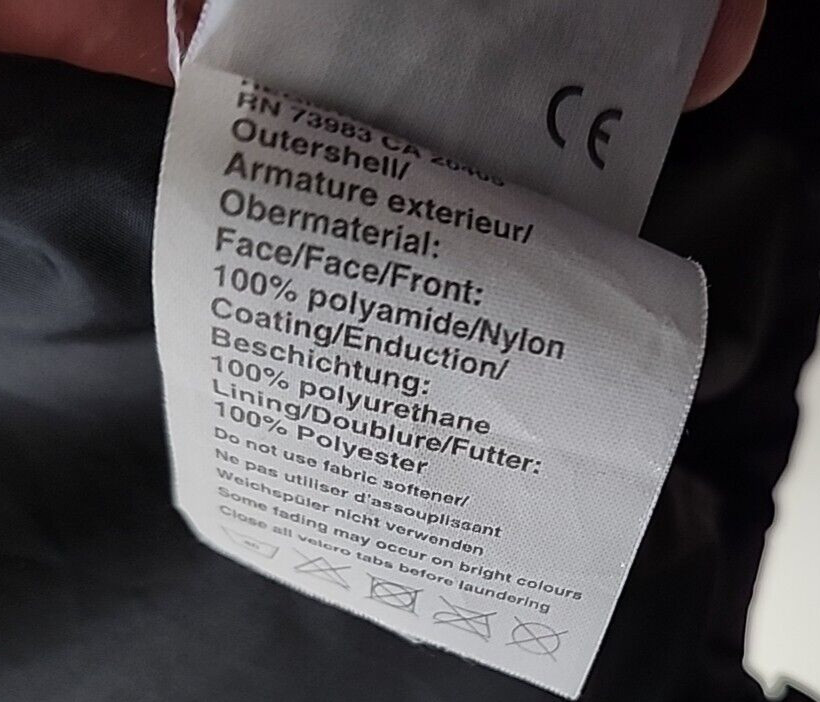 CE
RN 73983 CA
Outershell/
Armature exterieur/
Obermaterial:
Face/Face/Front:
100% polyamide/Nylon
Coating/Enduction/
Beschichtung:
100% polyurethane
Lining/Doublure/Futter:
100% Polyester
Do not use fabric softener/
Ne pas utiliser d'assouplissant
Weichspüler nicht verwenden
Some fading may occur on bright colours
Close all velcro tabs before laundering